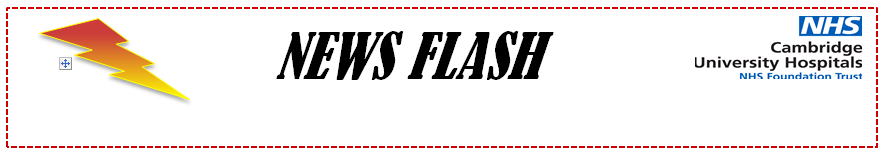 NEWS FLASH
NHS
Cambridge
University Hospitals
NHS Foundation Trust